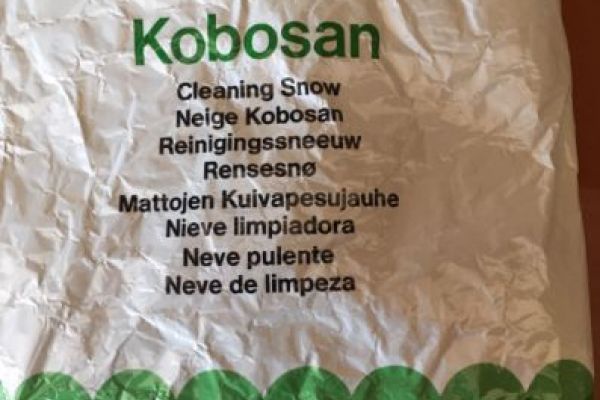 Kobosan
Cleaning Snow
Neige Kobosan
Reinigingssneeuw
Rensesnø
Mattojen Kuivapesujauhe
Nieve limpiadora
Neve pulente
Neve de limpeza